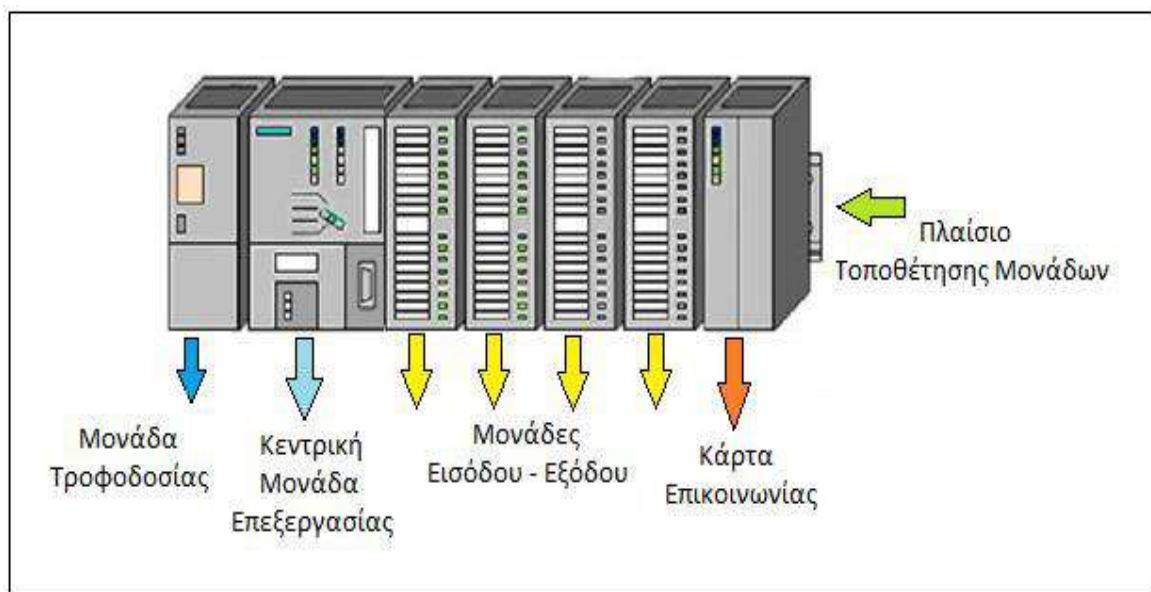 Πλαίσιο
Τοποθέτησης Μονάδων
Μονάδα
Τροφοδοσίας
Κεντρική
Μονάδα
Επεξεργασίας
Μονάδες
Εισόδου - Εξόδου
Κάρτα
Επικοινωνίας